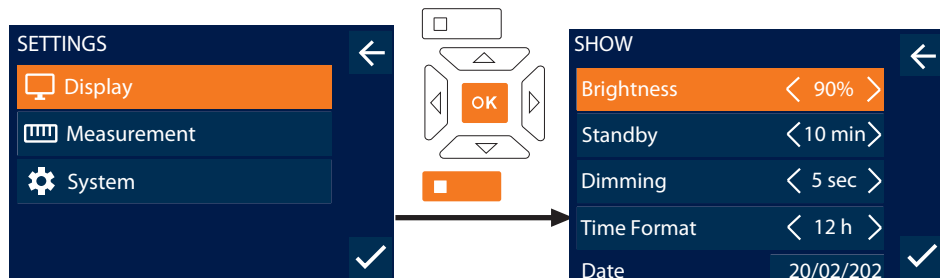 SETTINGS
Display
Measurement
System
OK
SHOW
Brightness 90%
Standby 10 min
Dimming 5 sec
Time Format 12 h
Date 20/02/202